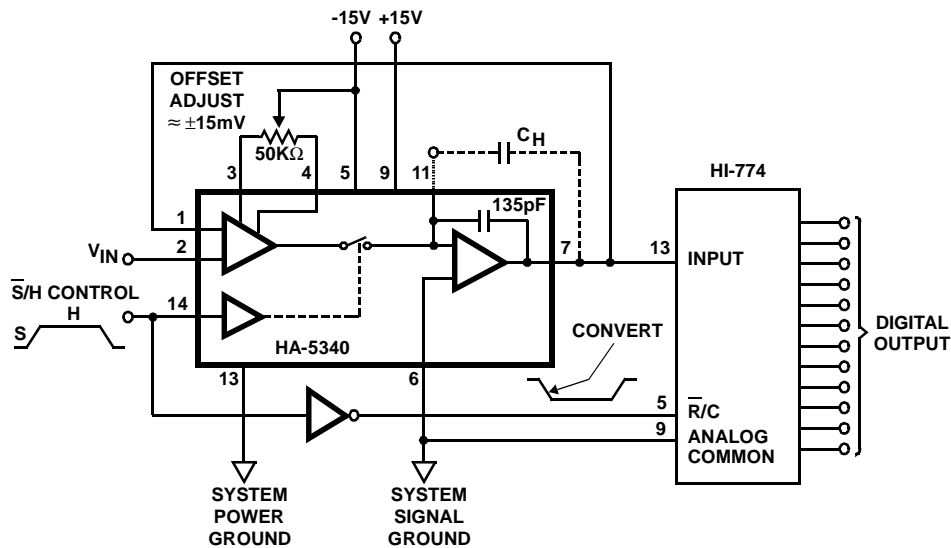 -15V +15V
OFFSET
ADJUST
≈ ±15mV
50KΩ
CH
3
4
5
9
11
HI-774
135pF
1
2
VIN
7
13
INPUT
S̅/H CONTROL
H
S
14
HA-5340
CONVERT
DIGITAL
OUTPUT
13
6
5
R̅/C
9
ANALOG
COMMON
SYSTEM
POWER
GROUND
SYSTEM
SIGNAL
GROUND